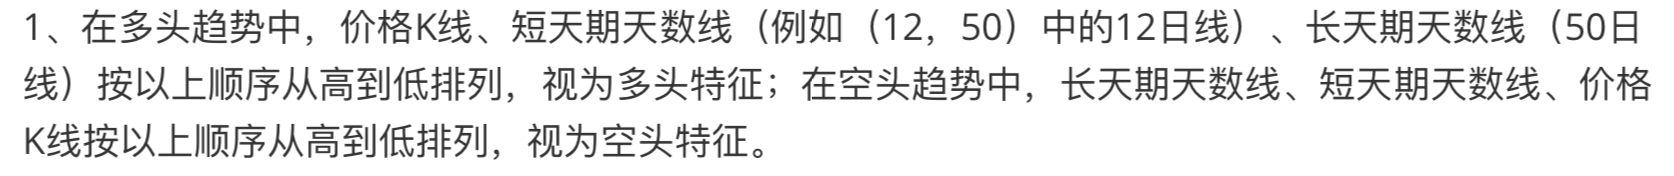 1、在多头趋势中，价格K线、短天期天数线（例如（12，50）中的12日线）、长天期天数线（50日
线）按以上顺序从高到低排列，视为多头特征；在空头趋势中，长天期天数线、短天期天数线、价格
K线按以上顺序从高到低排列，视为空头特征。